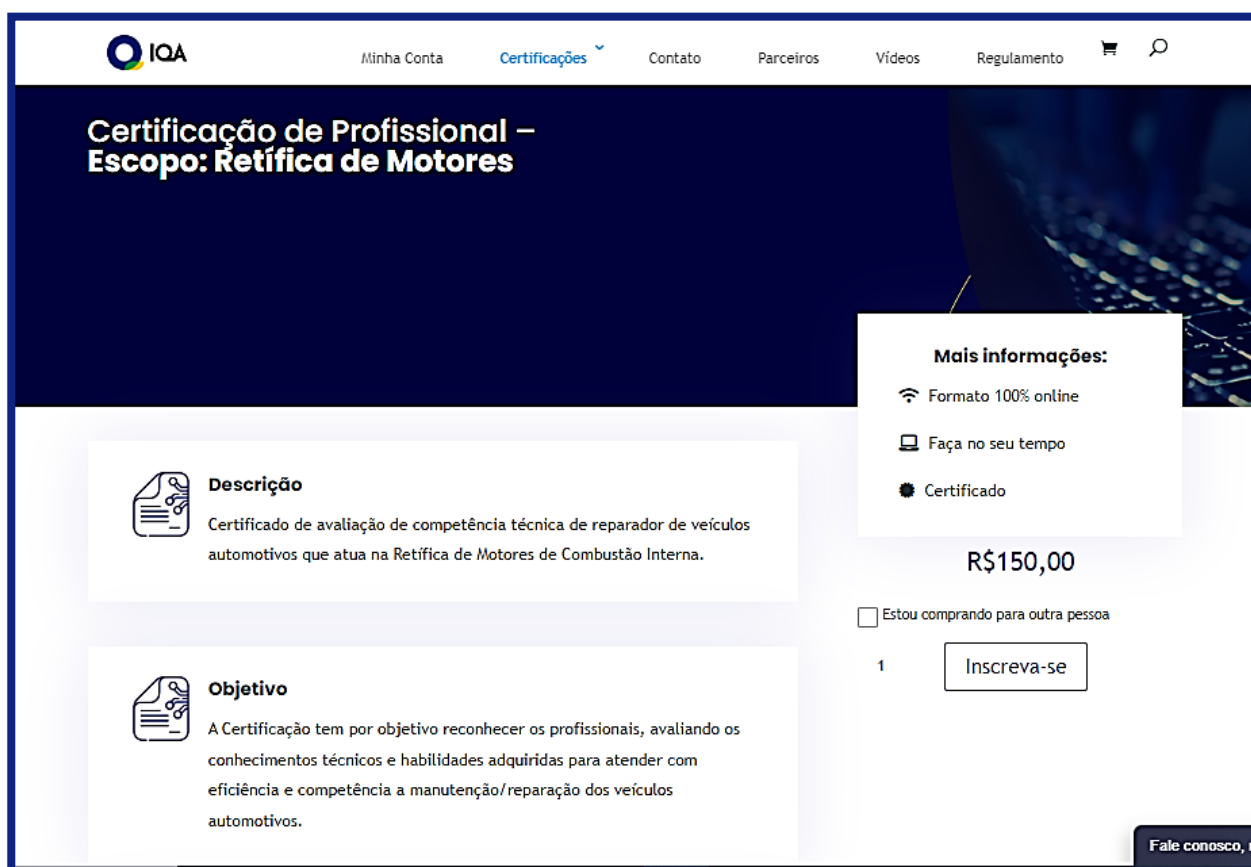 IQA
Minha Conta
Certificações
Contato
Parceiros
Vídeos
Regulamento
Certificação de Profissional –
Escopo: Retífica de Motores
Mais informações:
Formato 100% online
Faça no seu tempo
Certificado
R$150,00
Estou comprando para outra pessoa
1
Inscreva-se
Descrição
Certificado de avaliação de competência técnica de reparador de veículos
automotivos que atua na Retífica de Motores de Combustão Interna.
Objetivo
A Certificação tem por objetivo reconhecer os profissionais, avaliando os
conhecimentos técnicos e habilidades adquiridas para atender com
eficiência e competência a manutenção/reparação dos veículos
automotivos.
Fale conosco,